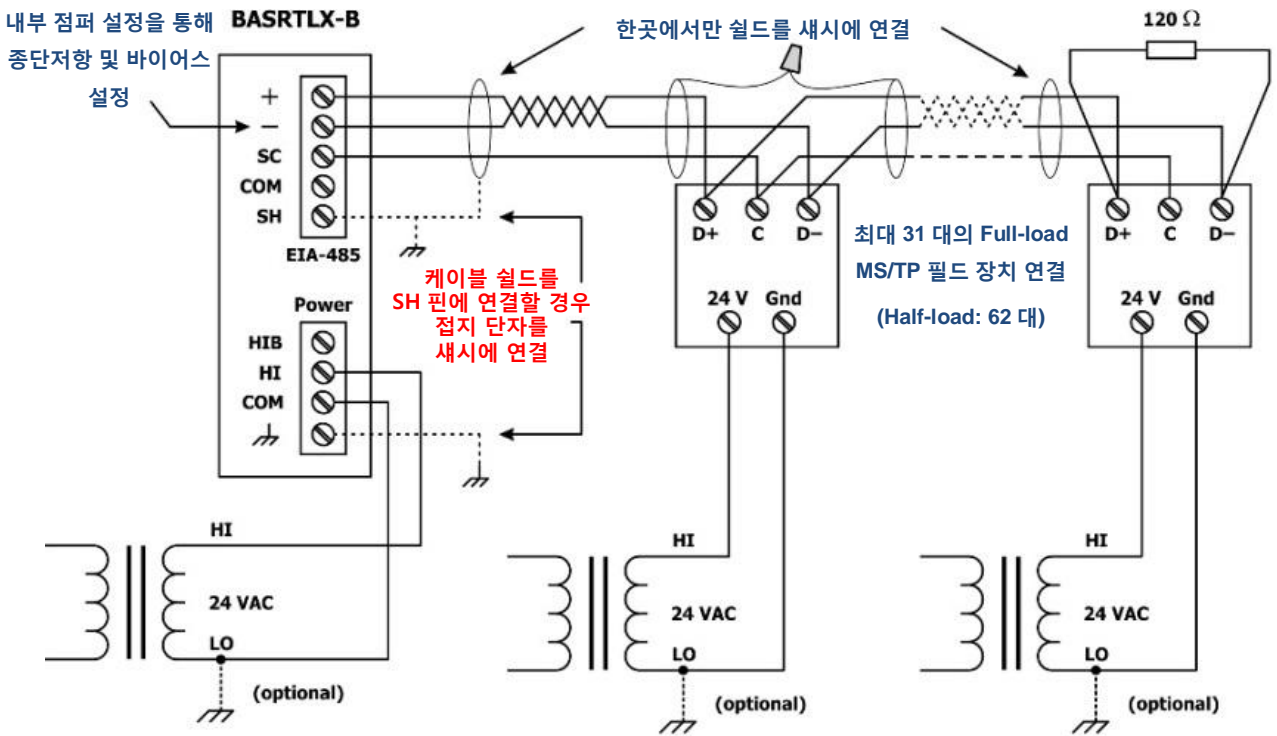 내부 점퍼 설정을 통해
종단저항 및 바이어스
설정
BASRTLX-B
한곳에서만 쉴드를 섀시에 연결
120 Ω
+
−
SC
COM
SH
EIA-485
케이블 쉴드를
SH 핀에 연결할 경우
접지 단자를
섀시에 연결
Power
HIB
HI
COM
D+ C D−
24 V Gnd
최대 31 대의 Full-load
MS/TP 필드 장치 연결
(Half-load: 62 대)
D+ C D−
24 V Gnd
HI
24 VAC
LO
(optional)
HI
24 VAC
LO
(optional)
HI
24 VAC
LO
(optional)